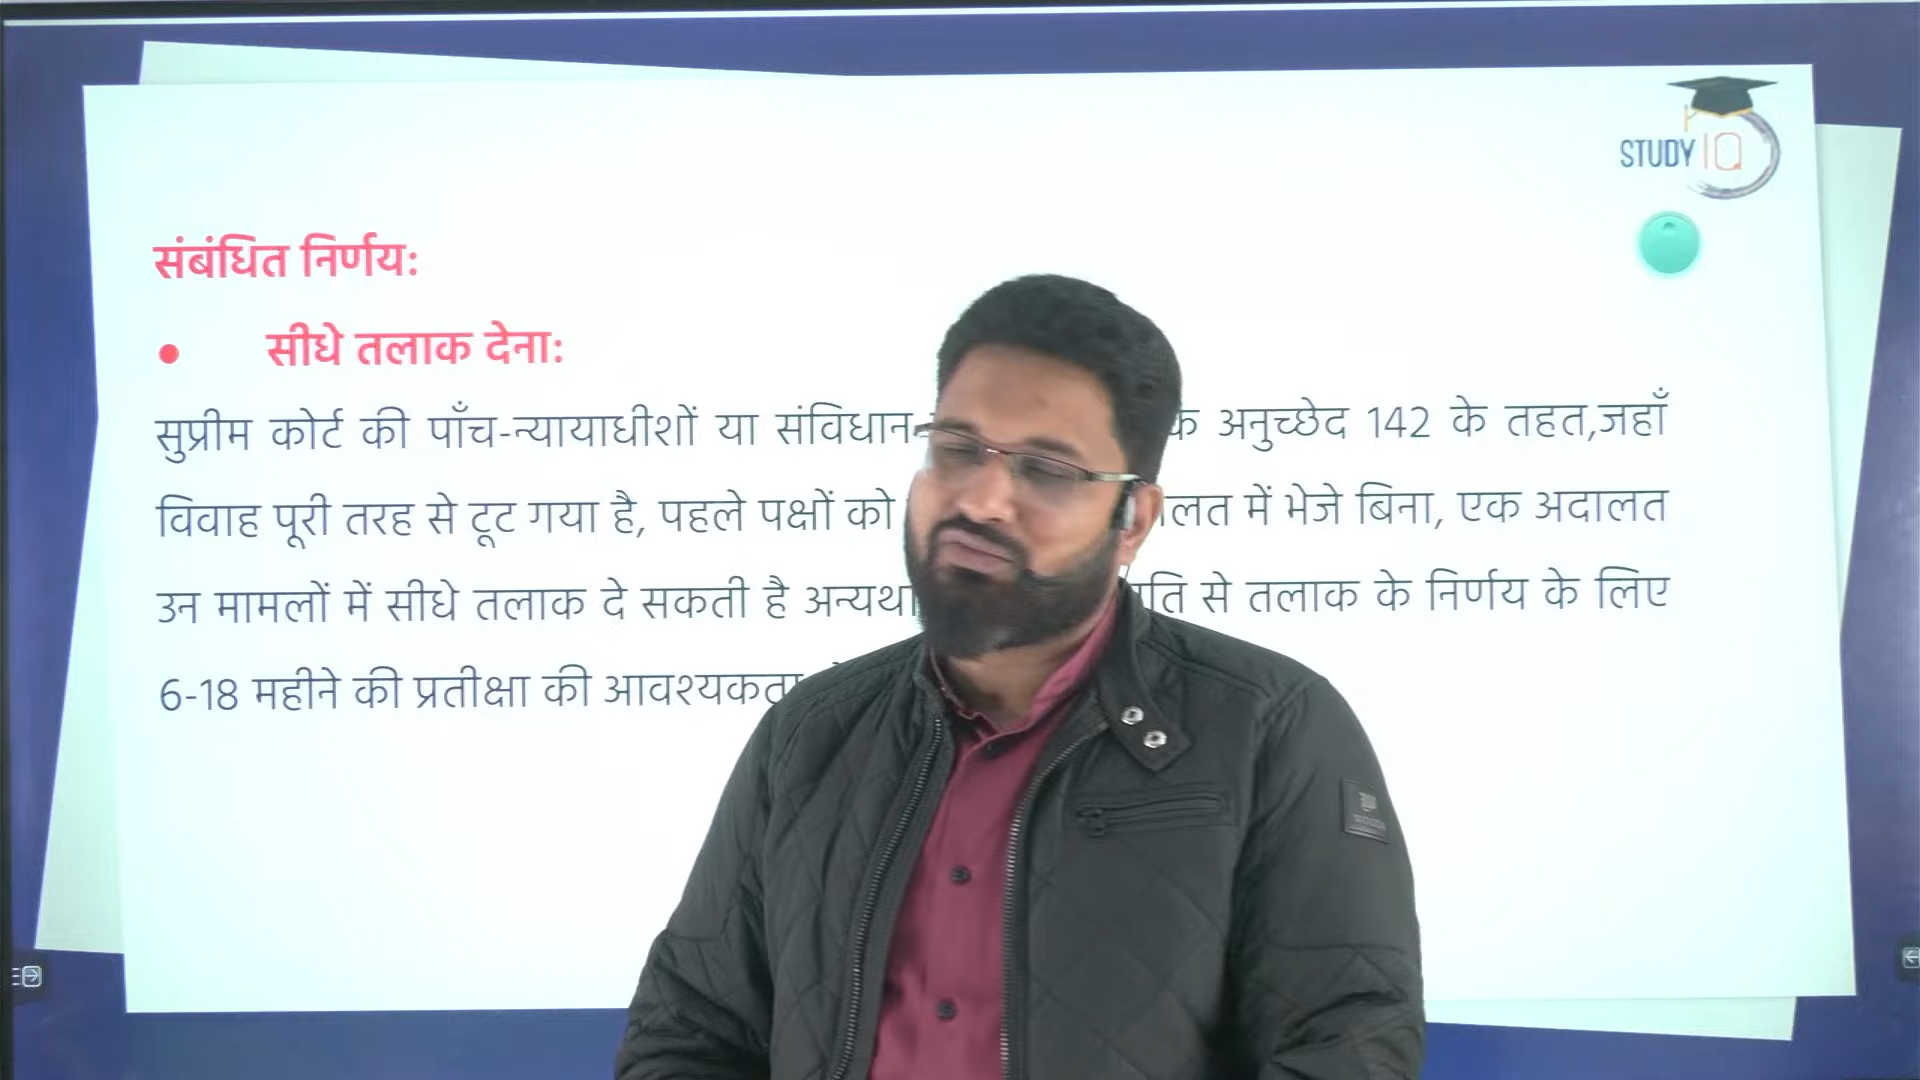 STUDY IQ
संबंधित निर्णय:
• सीधे तलाक देना:
सुप्रीम कोर्ट की पाँच-न्यायाधीशों या संविधान- अनुच्छेद 142 के तहत,जहाँ
विवाह पूरी तरह से टूट गया है, पहले पक्षों को में भेजे बिना, एक अदालत
उन मामलों में सीधे तलाक दे सकती है अन्यथा से तलाक के निर्णय के लिए
6-18 महीने की प्रतीक्षा की आवश्यकता